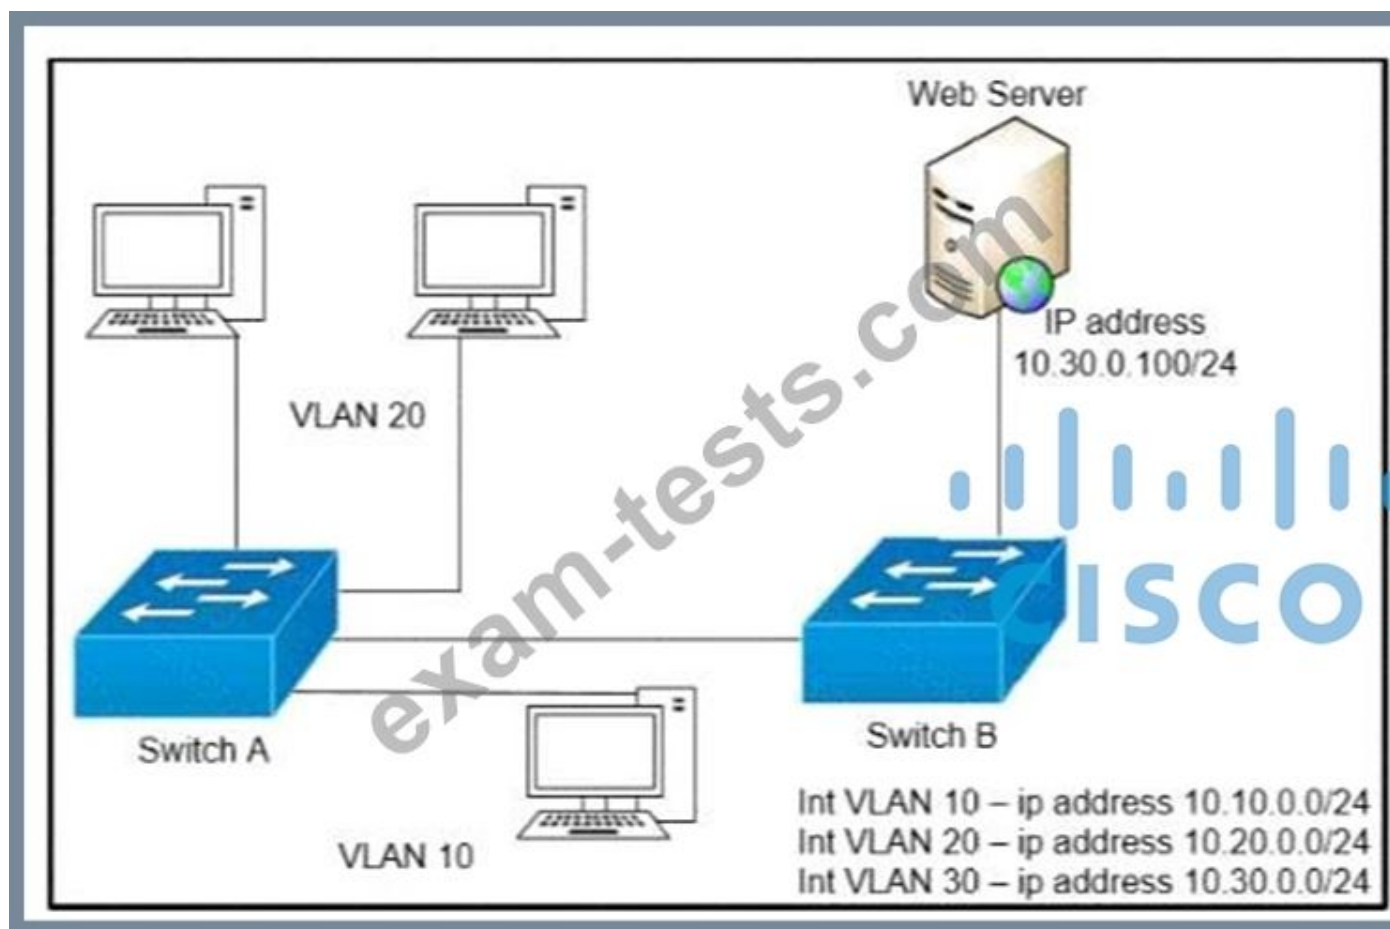 Web Server
IP address
10.30.0.100/24
VLAN 20
exam-tests.com
CISCO
Switch A
Switch B
VLAN 10
Int VLAN 10 – ip address 10.10.0.0/24
Int VLAN 20 – ip address 10.20.0.0/24
Int VLAN 30 – ip address 10.30.0.0/24